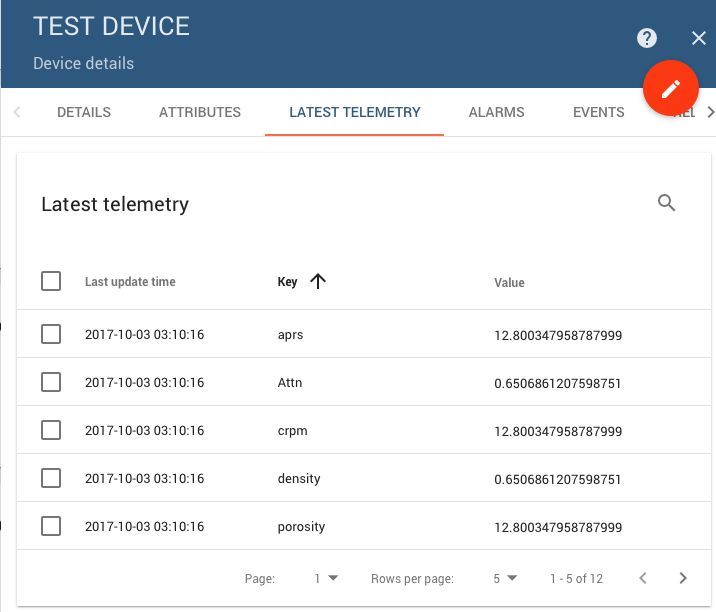 TEST DEVICE
Device details
DETAILS ATTRIBUTES LATEST TELEMETRY ALARMS EVENTS
Latest telemetry
Last update time Key Value
2017-10-03 03:10:16 aprs 12.800347958787999
2017-10-03 03:10:16 Attn 0.6506861207598751
2017-10-03 03:10:16 crpm 12.800347958787999
2017-10-03 03:10:16 density 0.6506861207598751
2017-10-03 03:10:16 porosity 12.800347958787999
Page: 1 Rows per page: 5 1 - 5 of 12